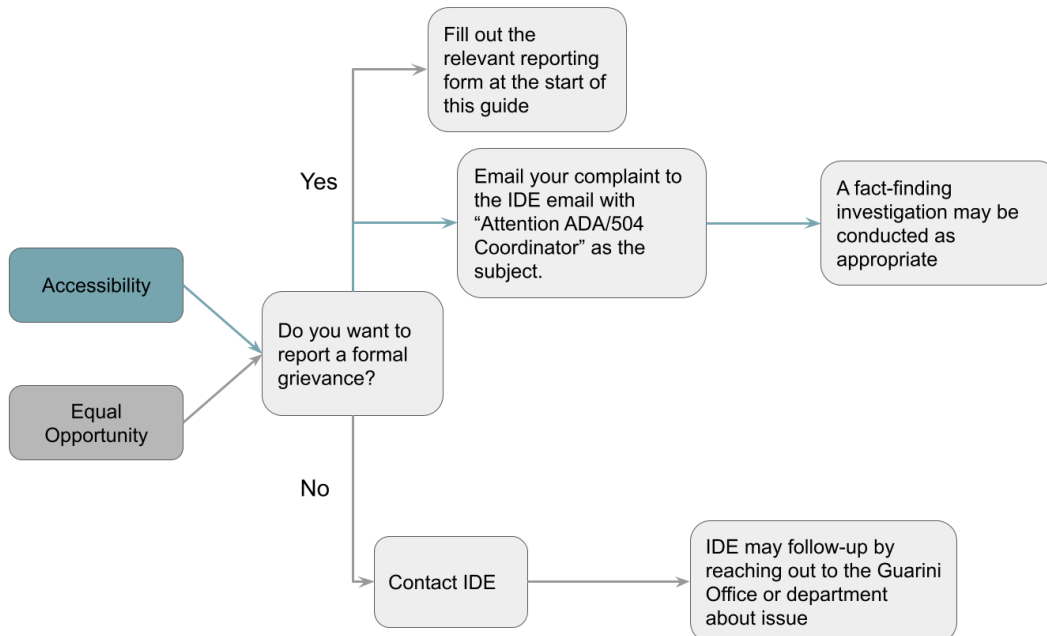 Fill out the
relevant reporting
form at the start of
this guide
Yes
Email your complaint to
the IDE email with
“Attention ADA/504
Coordinator” as the
subject.
A fact-finding
investigation may be
conducted as
appropriate
Accessibility
Do you want to
report a formal
grievance?
Equal
Opportunity
No
Contact IDE
IDE may follow-up by
reaching out to the Guarini
Office or department
about issue